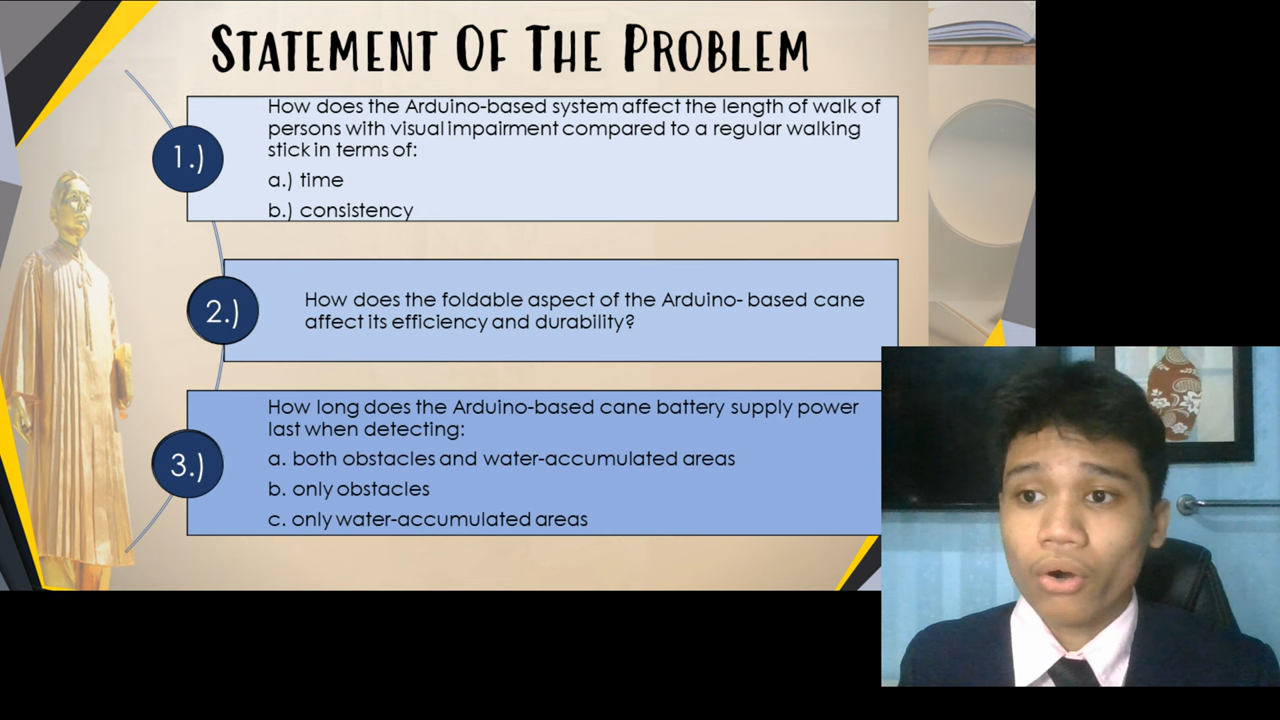 STATEMENT OF THE PROBLEM
1.)
How does the Arduino-based system affect the length of walk of
persons with visual impairment compared to a regular walking
stick in terms of:
a.) time
b.) consistency
2.)
How does the foldable aspect of the Arduino- based cane
affect its efficiency and durability?
3.)
How long does the Arduino-based cane battery supply power
last when detecting:
a. both obstacles and water-accumulated areas
b. only obstacles
c. only water-accumulated areas